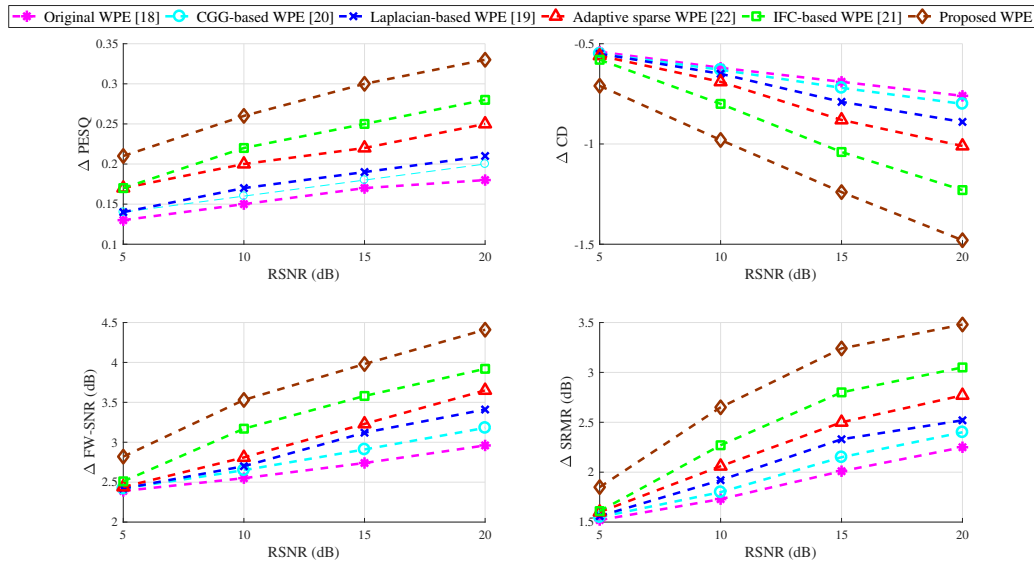 Original WPE [18] CGG-based WPE [20] Laplacian-based WPE [19] Adaptive sparse WPE [22] IFC-based WPE [21] Proposed WPE
0.35
0.3
0.25
0.2
0.15
0.1
Δ PESQ
5 10 15 20
RSNR (dB)
-0.5
-1
-1.5
Δ CD
5 10 15 20
RSNR (dB)
4.5
4
3.5
3
2.5
2
Δ FW-SNR (dB)
5 10 15 20
RSNR (dB)
3.5
3
2.5
2
1.5
Δ SRMR (dB)
5 10 15 20
RSNR (dB)